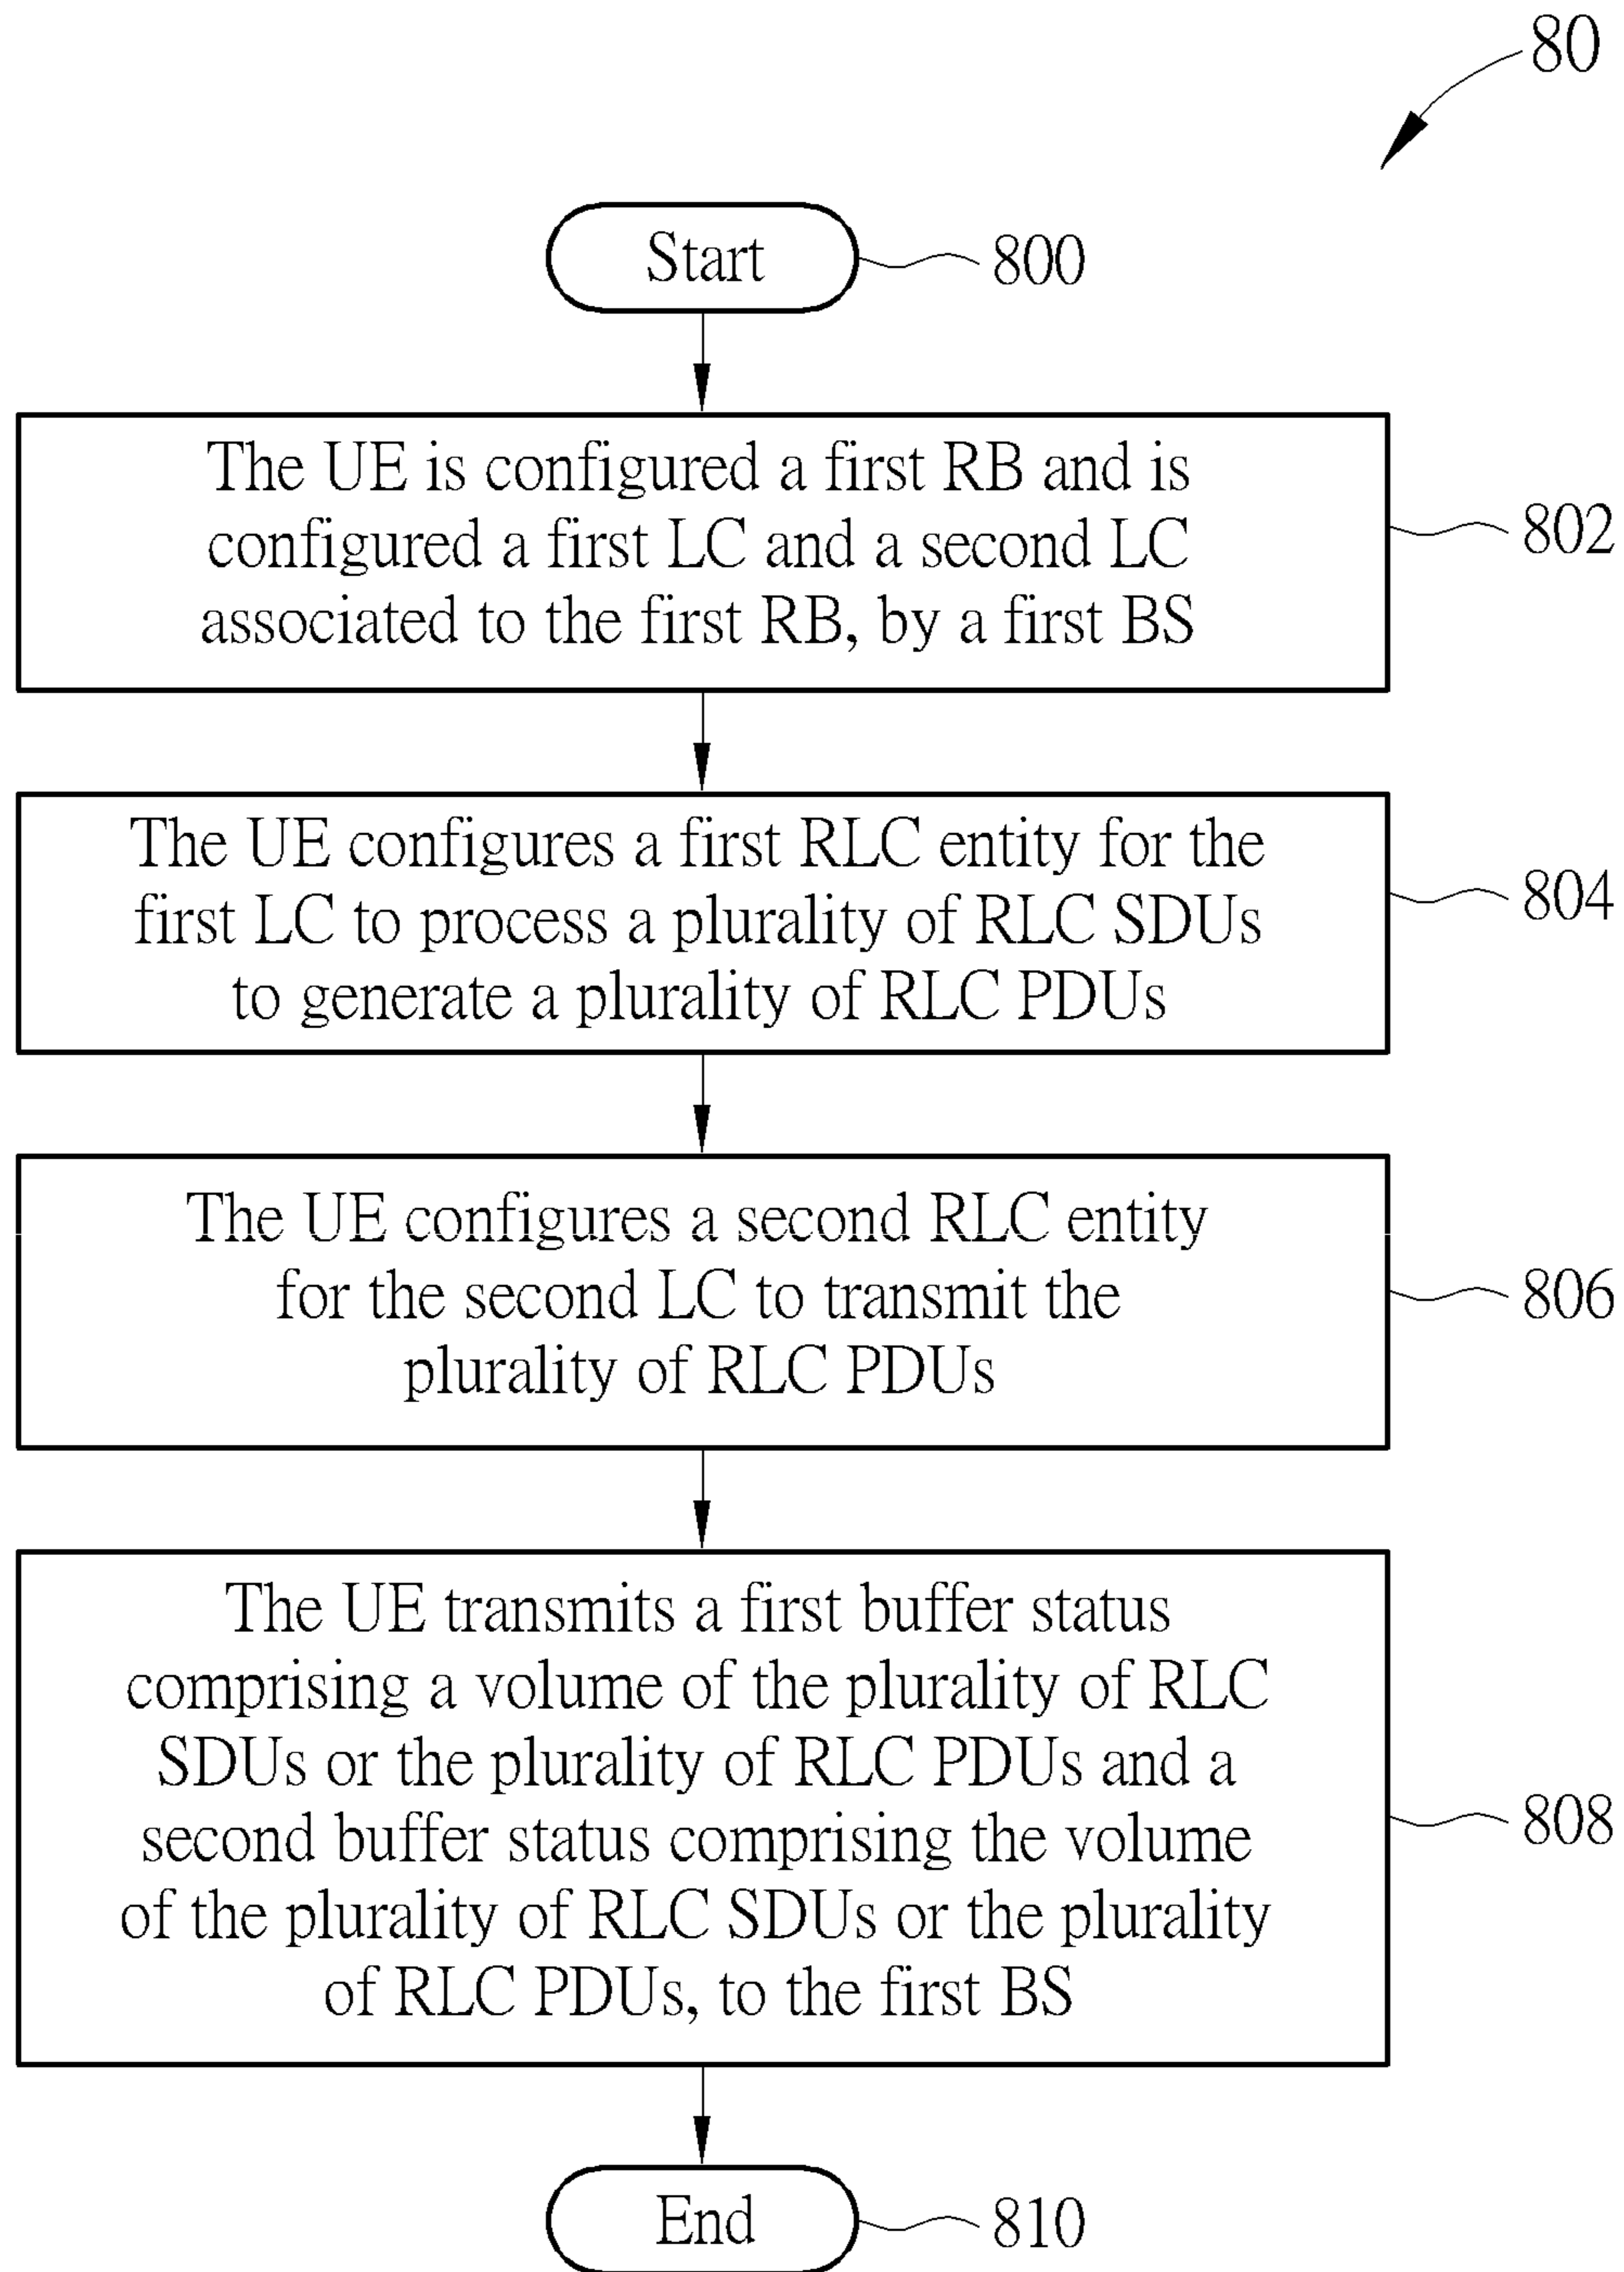 80
Start
800
The UE is configured a first RB and is
configured a first LC and a second LC
associated to the first RB, by a first BS
802
The UE configures a first RLC entity for the
first LC to process a plurality of RLC SDUs
to generate a plurality of RLC PDUs
804
The UE configures a second RLC entity
for the second LC to transmit the
plurality of RLC PDUs
806
The UE transmits a first buffer status
comprising a volume of the plurality of RLC
SDUs or the plurality of RLC PDUs and a
second buffer status comprising the volume
of the plurality of RLC SDUs or the plurality
of RLC PDUs, to the first BS
808
End
810